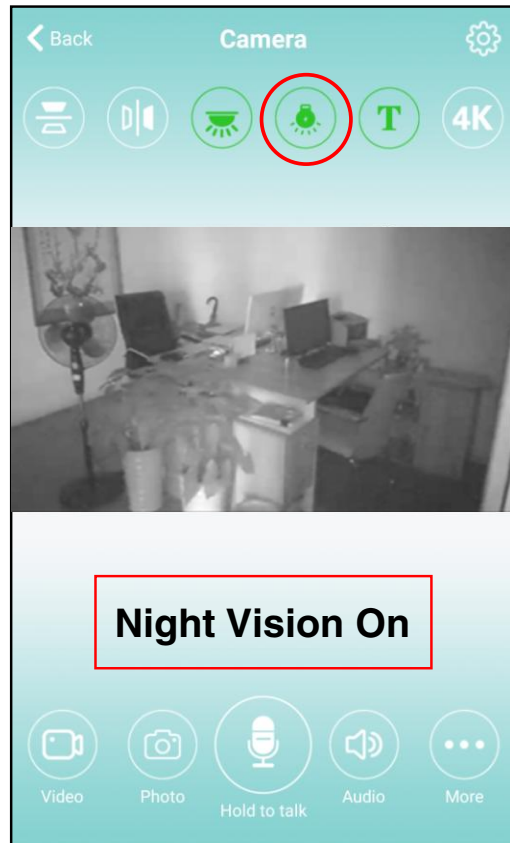 Back
Camera
T
4K
Night Vision On
Video
Photo
Hold to talk
Audio
More